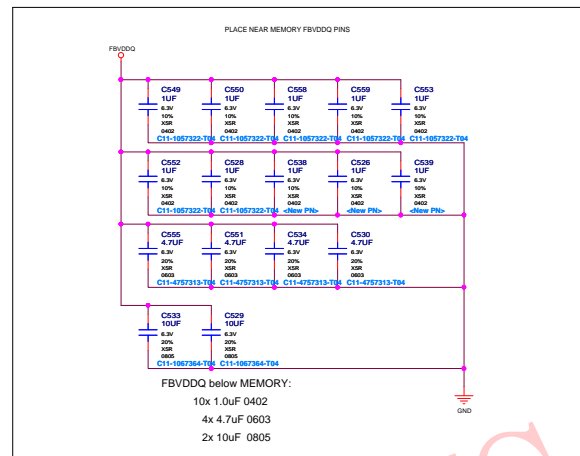 PLACE NEAR MEMORY FBVDDQ PINS
FBVDDQ
C549 C550 C558 C559 C553
1UF 1UF 1UF 1UF 1UF
6.3V 6.3V 6.3V 6.3V 6.3V
10% 10% 10% 10% 10%
X5R X5R X5R X5R X5R
0402 0402 0402 0402 0402
C11-1057322-T04 C11-1057322-T04 C11-1057322-T04 C11-1057322-T04 C11-1057322-T04
C552 C528 C538 C526 C539
1UF 1UF 1UF 1UF 1UF
6.3V 6.3V 6.3V 6.3V 6.3V
10% 10% 10% 10% 10%
X5R X5R X5R X5R X5R
0402 0402 0402 0402 0402
C11-1057322-T04 C11-1057322-T04 <New PN> <New PN> <New PN>
C555 C551 C534 C530
4.7UF 4.7UF 4.7UF 4.7UF
6.3V 6.3V 6.3V 6.3V
20% 20% 20% 20%
X5R X5R X5R X5R
0603 0603 0603 0603
C11-4757313-T04 C11-4757313-T04 C11-4757313-T04 C11-4757313-T04
C533 C529
10UF 10UF
6.3V 6.3V
20% 20%
X5R X5R
0805 0805
C11-1067364-T04 C11-1067364-T04
FBVDDQ below MEMORY:
10x 1.0uF 0402
4x 4.7uF 0603
2x 10uF 0805
GND